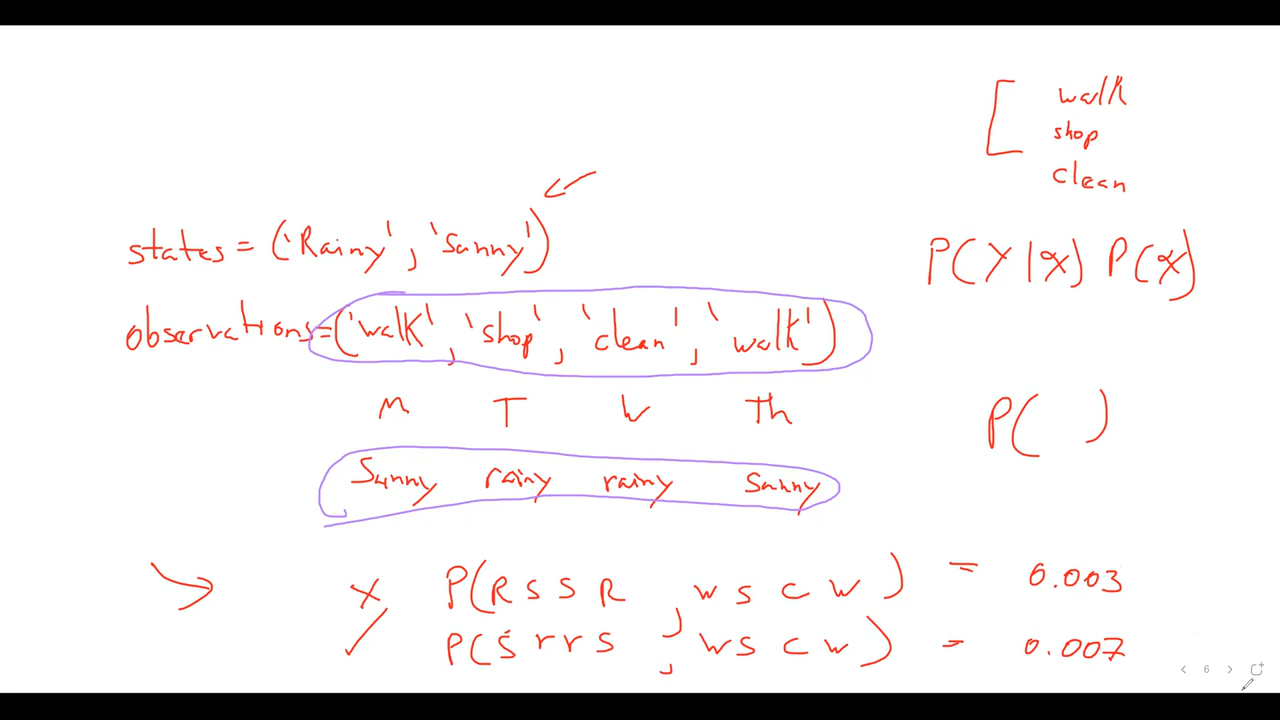 walk
shop
clean
states = ('Rainy', 'Sunny')
P(Y|X) P(X)
observations=('walk', 'shop', 'clean', 'walk')
M T W Th
P( )
Sunny rainy rainy Sunny
x P(R S S R, w s c w) = 0.003
✓ P(S r r s, w s c w) = 0.007
6